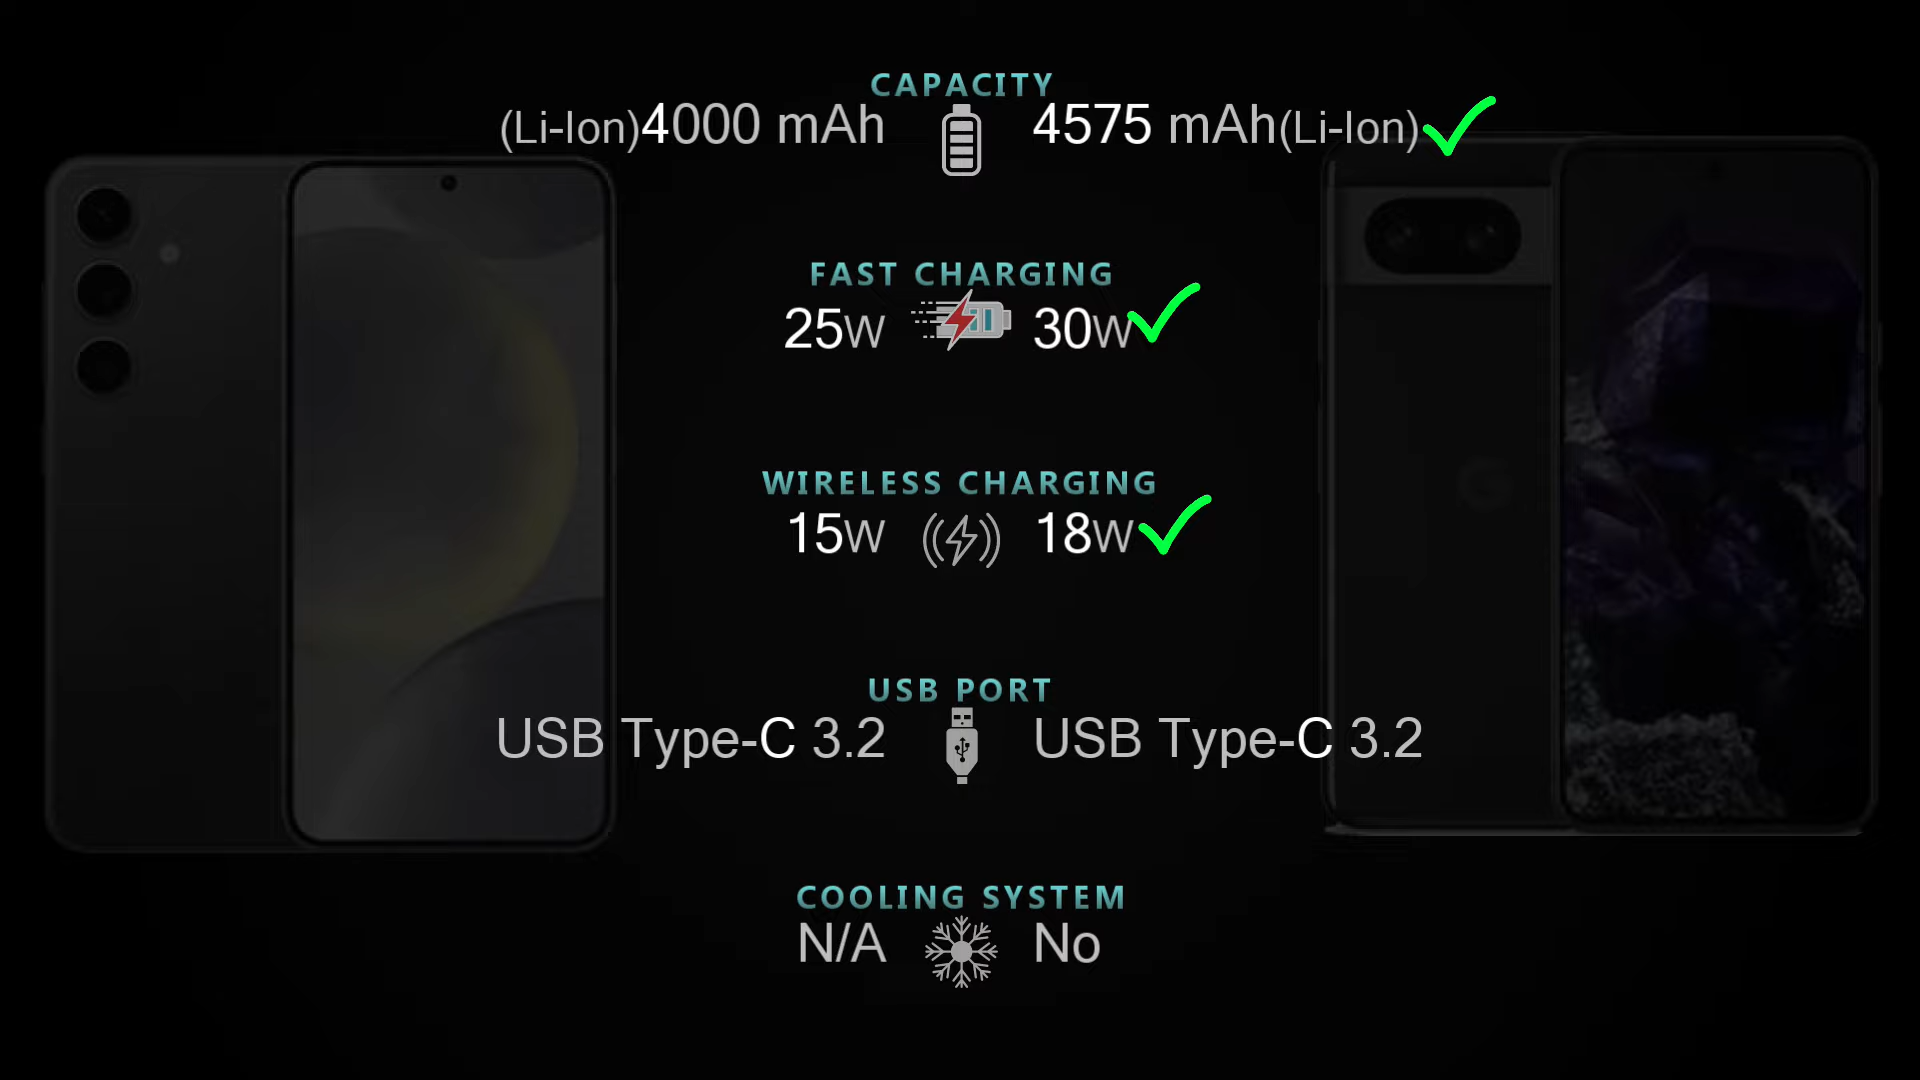 CAPACITY
(Li-Ion)4000 mAh 4575 mAh(Li-Ion)
FAST CHARGING
25W 30W
WIRELESS CHARGING
15W 18W
USB PORT
USB Type-C 3.2 USB Type-C 3.2
COOLING SYSTEM
N/A No
G